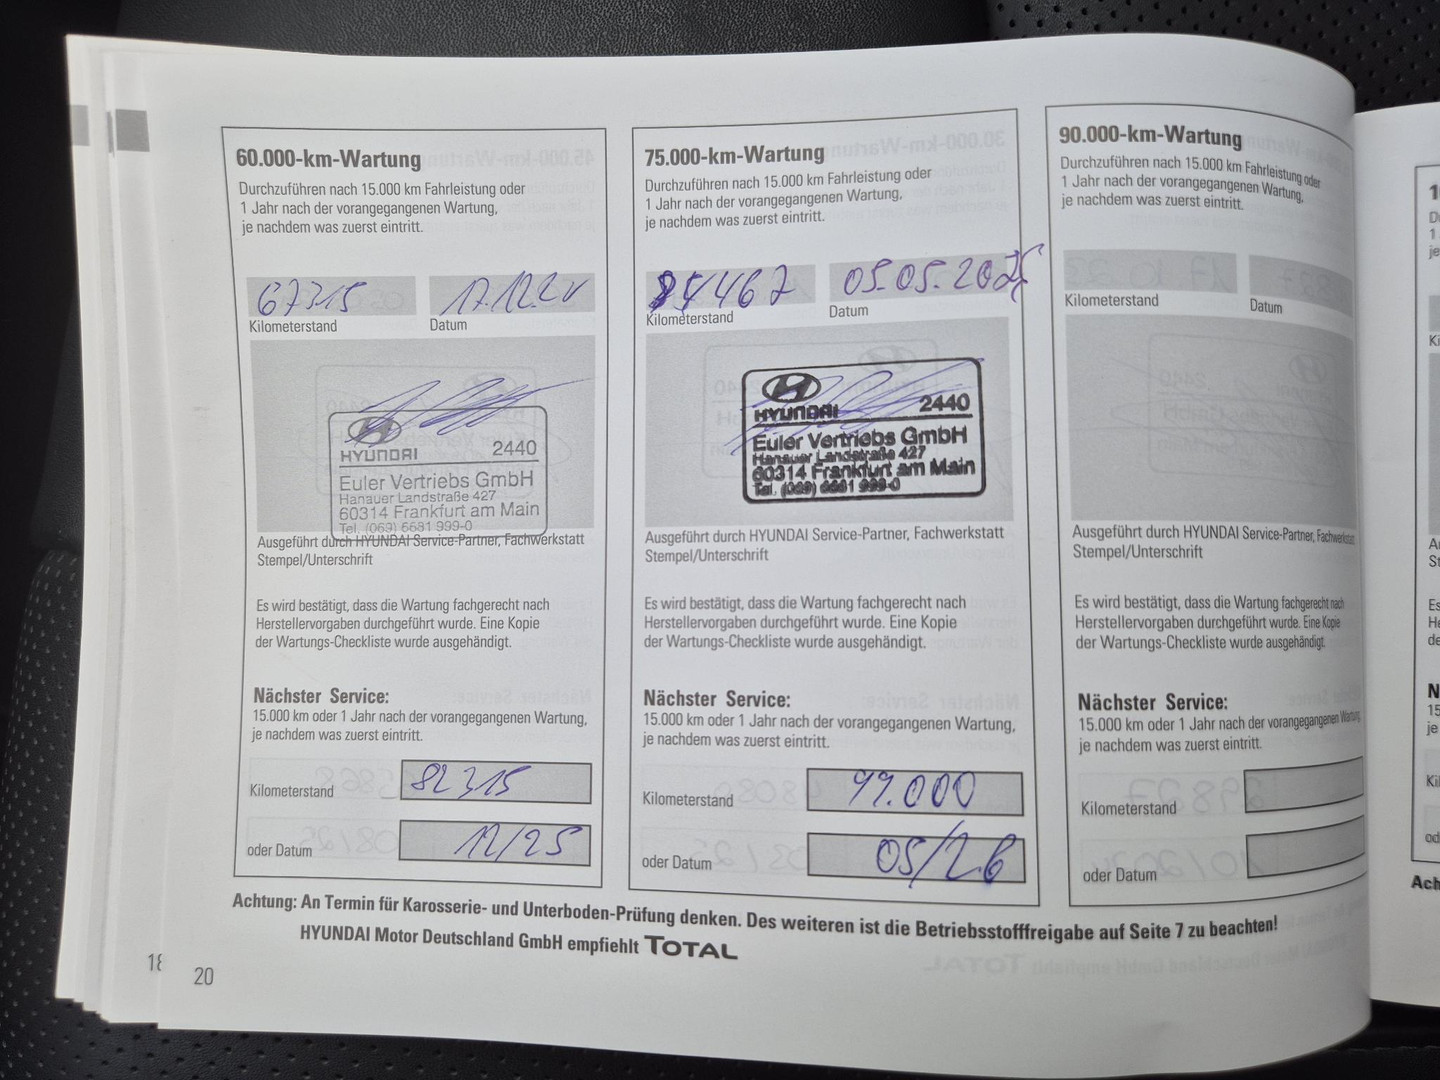 60.000-km-Wartung
Durchzuführen nach 15.000 km Fahrleistung oder
1 Jahr nach der vorangegangenen Wartung,
je nachdem was zuerst eintritt.
67315
Kilometerstand
Datum
HYUNDAI 2440
Euler Vertriebs GmbH
Hanauer Landstraße 427
60314 Frankfurt am Main
Tel. (069) 6681 999-0
Ausgeführt durch HYUNDAI Service-Partner, Fachwerkstatt
Stempel/Unterschrift
Es wird bestätigt, dass die Wartung fachgerecht nach
Herstellervorgaben durchgeführt wurde. Eine Kopie
der Wartungs-Checkliste wurde ausgehändigt.
Nächster Service:
15.000 km oder 1 Jahr nach der vorangegangenen Wartung,
je nachdem was zuerst eintritt.
Kilometerstand 82315
oder Datum 12/25
75.000-km-Wartung
Durchzuführen nach 15.000 km Fahrleistung oder
1 Jahr nach der vorangegangenen Wartung,
je nachdem was zuerst eintritt.
84467 05.05.2025
Kilometerstand Datum
HYUNDAI 2440
Euler Vertriebs GmbH
Hanauer Landstraße 427
60314 Frankfurt am Main
Tel. (069) 6681 999-0
Ausgeführt durch HYUNDAI Service-Partner, Fachwerkstatt
Stempel/Unterschrift
Es wird bestätigt, dass die Wartung fachgerecht nach
Herstellervorgaben durchgeführt wurde. Eine Kopie
der Wartungs-Checkliste wurde ausgehändigt.
Nächster Service:
15.000 km oder 1 Jahr nach der vorangegangenen Wartung,
je nachdem was zuerst eintritt.
Kilometerstand 99.000
oder Datum 05/26
90.000-km-Wartung
Durchzuführen nach 15.000 km Fahrleistung oder
1 Jahr nach der vorangegangenen Wartung,
je nachdem was zuerst eintritt.
Kilometerstand Datum
Ausgeführt durch HYUNDAI Service-Partner, Fachwerkstatt
Stempel/Unterschrift
Es wird bestätigt, dass die Wartung fachgerecht nach
Herstellervorgaben durchgeführt wurde. Eine Kopie
der Wartungs-Checkliste wurde ausgehändigt.
Nächster Service:
15.000 km oder 1 Jahr nach der vorangegangenen Wartung,
je nachdem was zuerst eintritt.
Kilometerstand
oder Datum
Achtung: An Termin für Karosserie- und Unterboden-Prüfung denken. Des weiteren ist die Betriebsstofffreigabe auf Seite 7 zu beachten!
HYUNDAI Motor Deutschland GmbH empfiehlt TOTAL
18
20